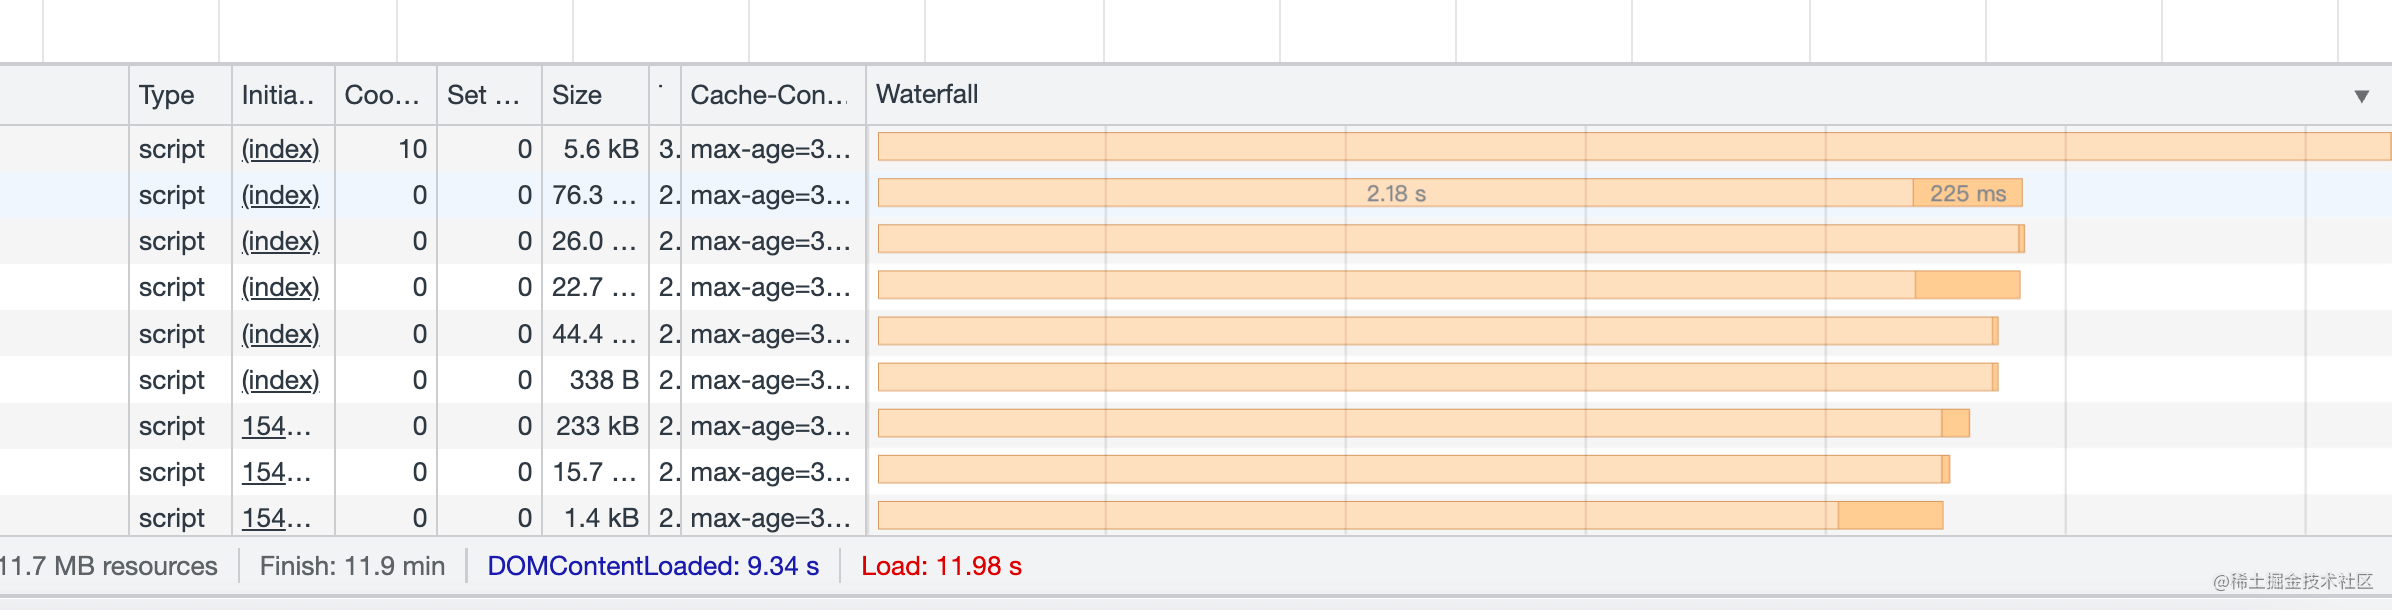 Type Initia... Coo... Set ... Size Cache-Con... Waterfall ▼
script (index) 10 0 5.6 kB 3. max-age=3...
script (index) 0 0 76.3 ... 2. max-age=3... 2.18 s 225 ms
script (index) 0 0 26.0 ... 2. max-age=3...
script (index) 0 0 22.7 ... 2. max-age=3...
script (index) 0 0 44.4 ... 2. max-age=3...
script (index) 0 0 338 B 2. max-age=3...
script 154... 0 0 233 kB 2. max-age=3...
script 154... 0 0 15.7 ... 2. max-age=3...
script 154... 0 0 1.4 kB 2. max-age=3...
11.7 MB resources Finish: 11.9 min DOMContentLoaded: 9.34 s Load: 11.98 s
@稀土掘金技术社区